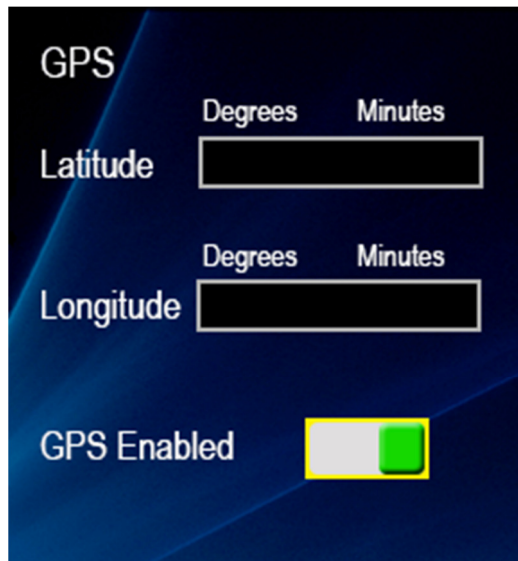 GPS
Degrees Minutes
Latitude
Degrees Minutes
Longitude
GPS Enabled